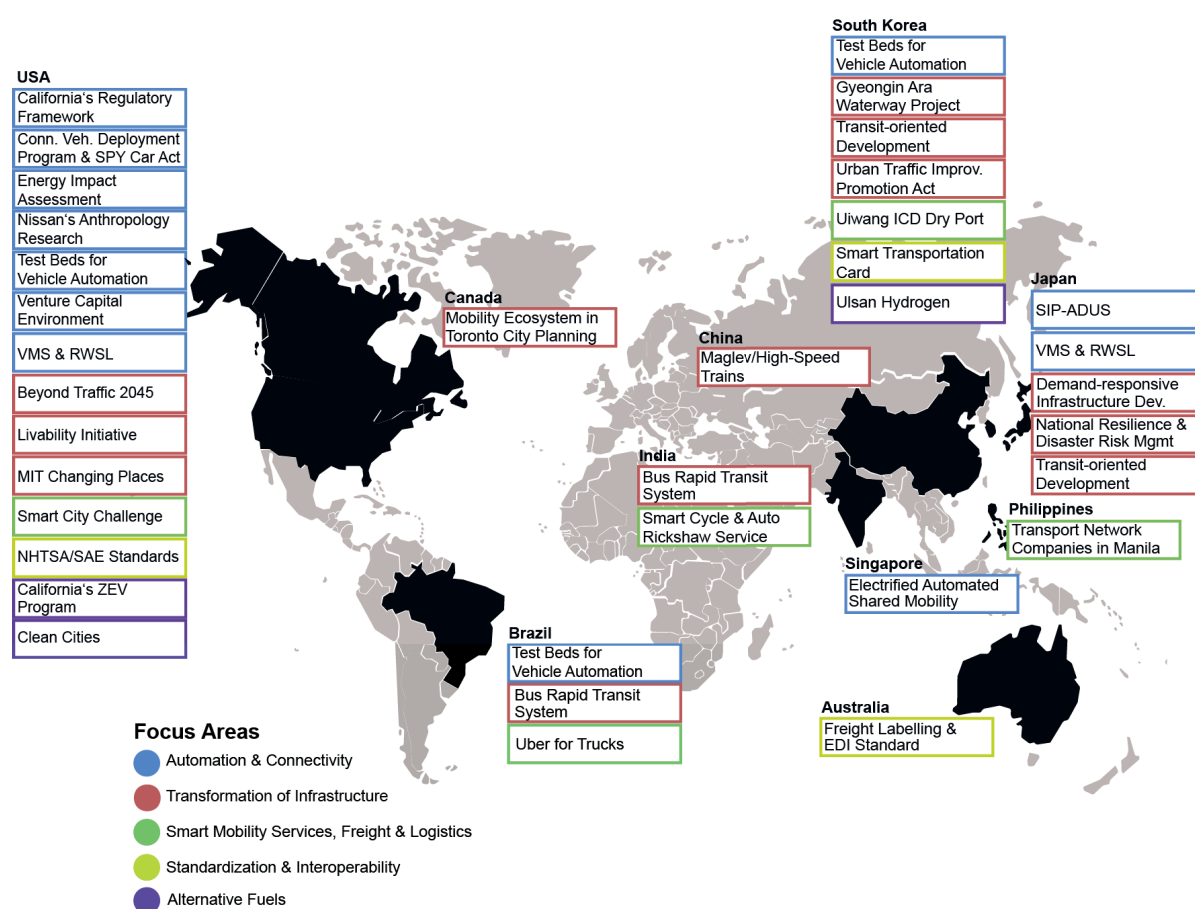 USA
California‘s Regulatory
Framework
Conn. Veh. Deployment
Program & SPY Car Act
Energy Impact
Assessment
Nissan‘s Anthropology
Research
Test Beds for
Vehicle Automation
Venture Capital
Environment
VMS & RWSL
Beyond Traffic 2045
Livability Initiative
MIT Changing Places
Smart City Challenge
NHTSA/SAE Standards
California‘s ZEV
Program
Clean Cities
Canada
Mobility Ecosystem in
Toronto City Planning
South Korea
Test Beds for
Vehicle Automation
Gyeongin Ara
Waterway Project
Transit-oriented
Development
Urban Traffic Improv.
Promotion Act
Uiwang ICD Dry Port
Smart Transportation
Card
Ulsan Hydrogen
Japan
SIP-ADUS
VMS & RWSL
Demand-responsive
Infrastructure Dev.
National Resilience &
Disaster Risk Mgmt
Transit-oriented
Development
China
Maglev/High-Speed
Trains
India
Bus Rapid Transit
System
Smart Cycle & Auto
Rickshaw Service
Philippines
Transport Network
Companies in Manila
Singapore
Electrified Automated
Shared Mobility
Brazil
Test Beds for
Vehicle Automation
Bus Rapid Transit
System
Uber for Trucks
Australia
Freight Labelling &
EDI Standard
Focus Areas
Automation & Connectivity
Transformation of Infrastructure
Smart Mobility Services, Freight & Logistics
Standardization & Interoperability
Alternative Fuels